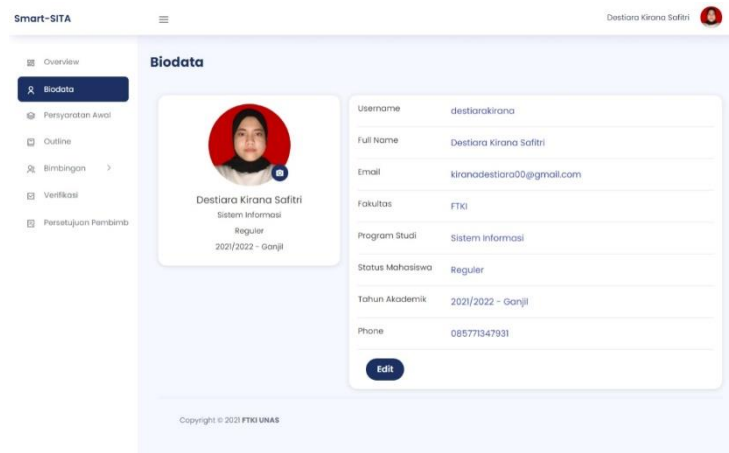 Smart-SITA
Destiara Kirana Safitri
Overview
Biodata
Persyaratan Awal
Outline
Bimbingan
Verifikasi
Persetujuan Pembimb
Biodata
Destiara Kirana Safitri
Sistem Informasi
Reguler
2021/2022 - Ganjil
Username destiarakirana
Full Name Destiara Kirana Safitri
Email kiranadestiara00@gmail.com
Fakultas FTKI
Program Studi Sistem Informasi
Status Mahasiswa Reguler
Tahun Akademik 2021/2022 - Ganjil
Phone 085771347931
Edit
Copyright © 2021 FTKI UNAS